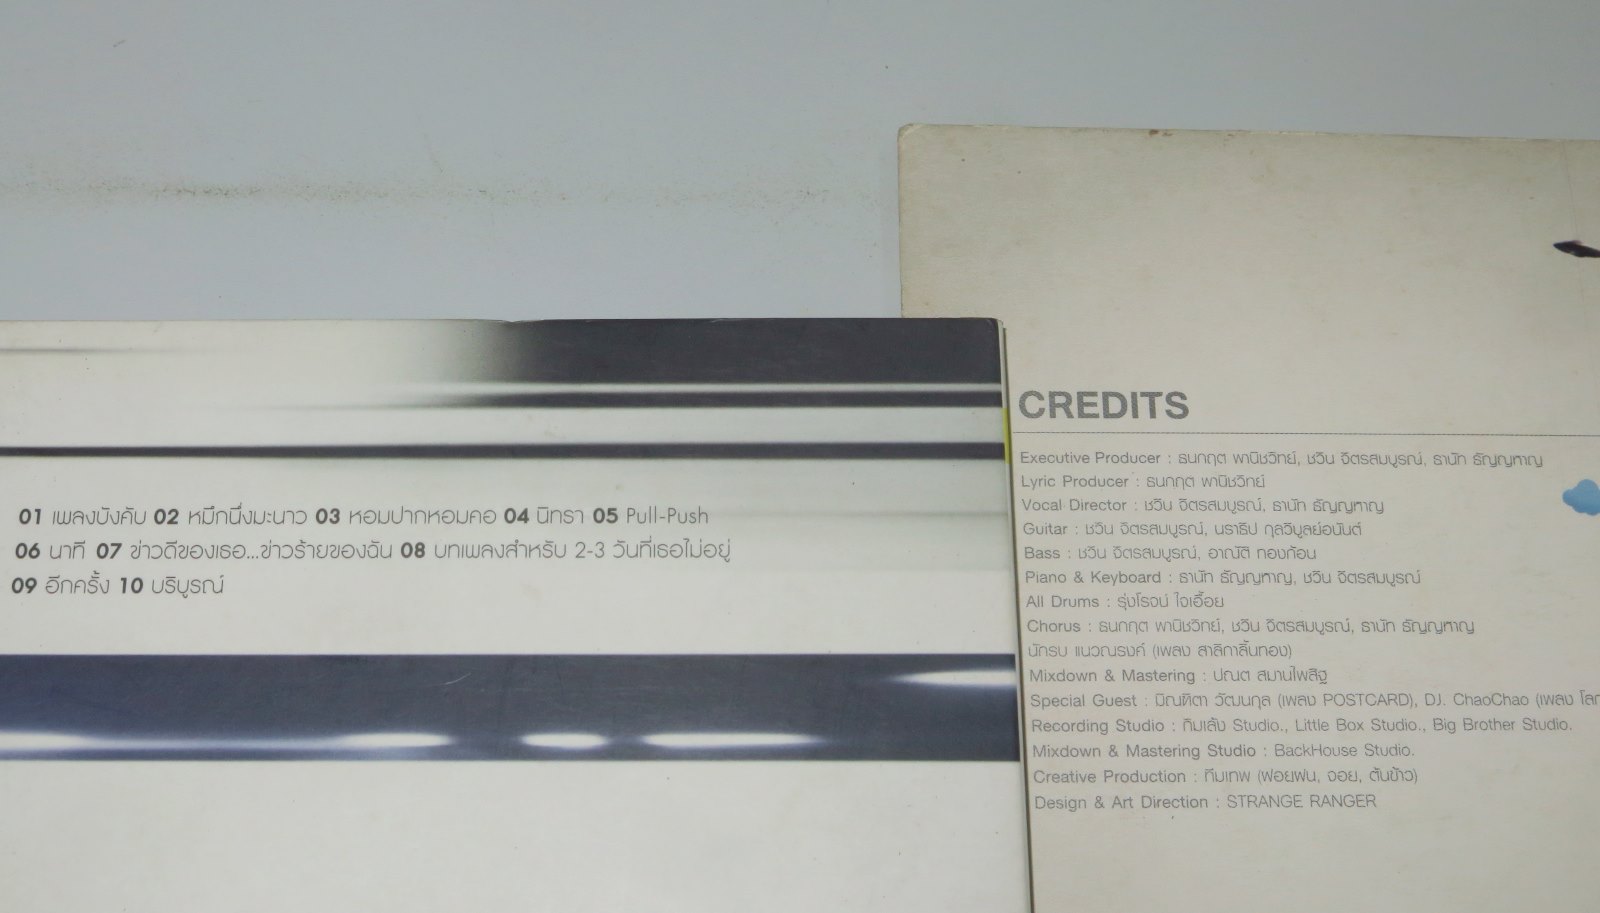 01 เพลงบังคับ 02 หมึกนึ่งมะนาว 03 หอมปากหอมคอ 04 นิทรา 05 Pull-Push
06 นาที 07 ข่าวดีของเธอ...ข่าวร้ายของฉัน 08 บทเพลงสำหรับ 2-3 วันที่เธอไม่อยู่
09 อีกครั้ง 10 บริบูรณ์
CREDITS
Executive Producer : ธนกฤต พานิชวิทย์, ชวิน จิตรสมบูรณ์, ธานัท ธัญญหาญ
Lyric Producer : ธนกฤต พานิชวิทย์
Vocal Director : ชวิน จิตรสมบูรณ์, ธานัท ธัญญหาญ
Guitar : ชวิน จิตรสมบูรณ์, นราธิป กุลวิบูลย์อนันต์
Bass : ชวิน จิตรสมบูรณ์, อาณัติ ทองก้อน
Piano & Keyboard : ธานัท ธัญญหาญ, ชวิน จิตรสมบูรณ์
All Drums : รุ่งโรจน์ ใจเอื้อย
Chorus : ธนกฤต พานิชวิทย์, ชวิน จิตรสมบูรณ์, ธานัท ธัญญหาญ
นักรบ แนวณรงค์ (เพลง สาลิกาลิ้นทอง)
Mixdown & Mastering : ปณต สมานไพสิฐ
Special Guest : มิณฑิตา วัฒนกุล (เพลง POSTCARD), DJ. ChaoChao (เพลง
Recording Studio : ทิมเล้ง Studio., Little Box Studio., Big Brother Studio.
Mixdown & Mastering Studio : BackHouse Studio.
Creative Production : ทีมเทพ (ฟอยฟน, จอย, ต้นข้าว)
Design & Art Direction : STRANGE RANGER